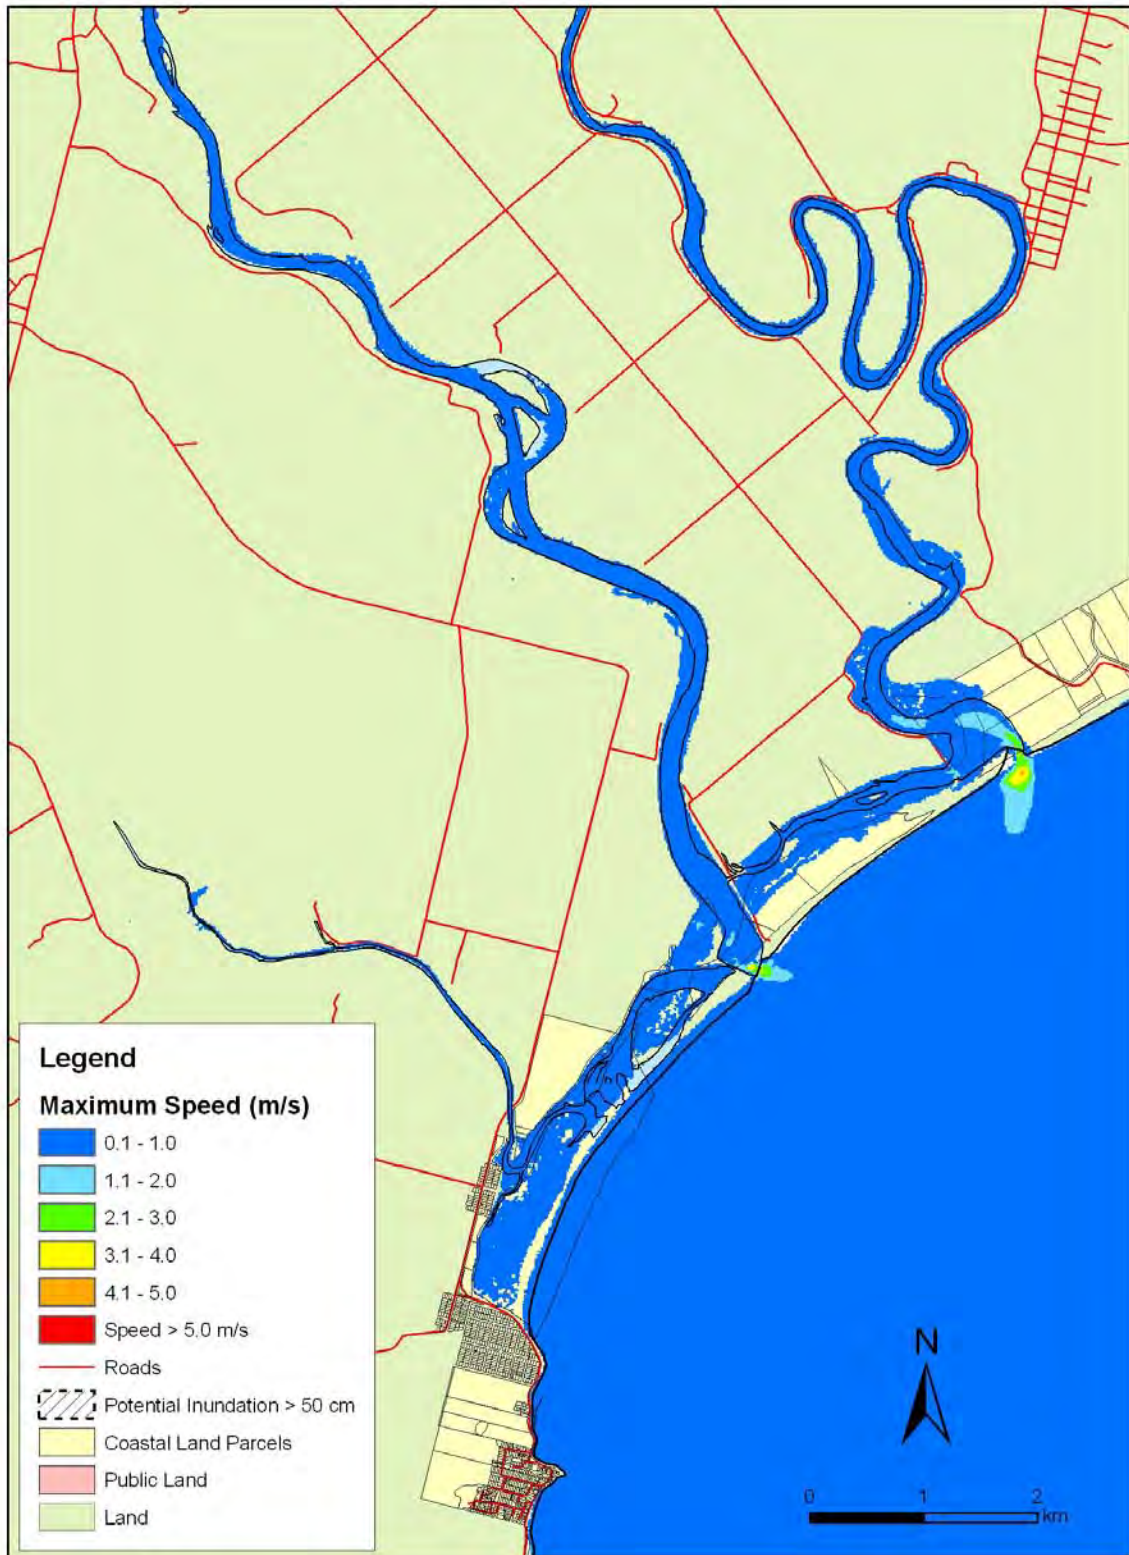 Legend
Maximum Speed (m/s)
0.1 - 1.0
1.1 - 2.0
2.1 - 3.0
3.1 - 4.0
4.1 - 5.0
Speed > 5.0 m/s
Roads
Potential Inundation > 50 cm
Coastal Land Parcels
Public Land
Land
N
0 1 2
km